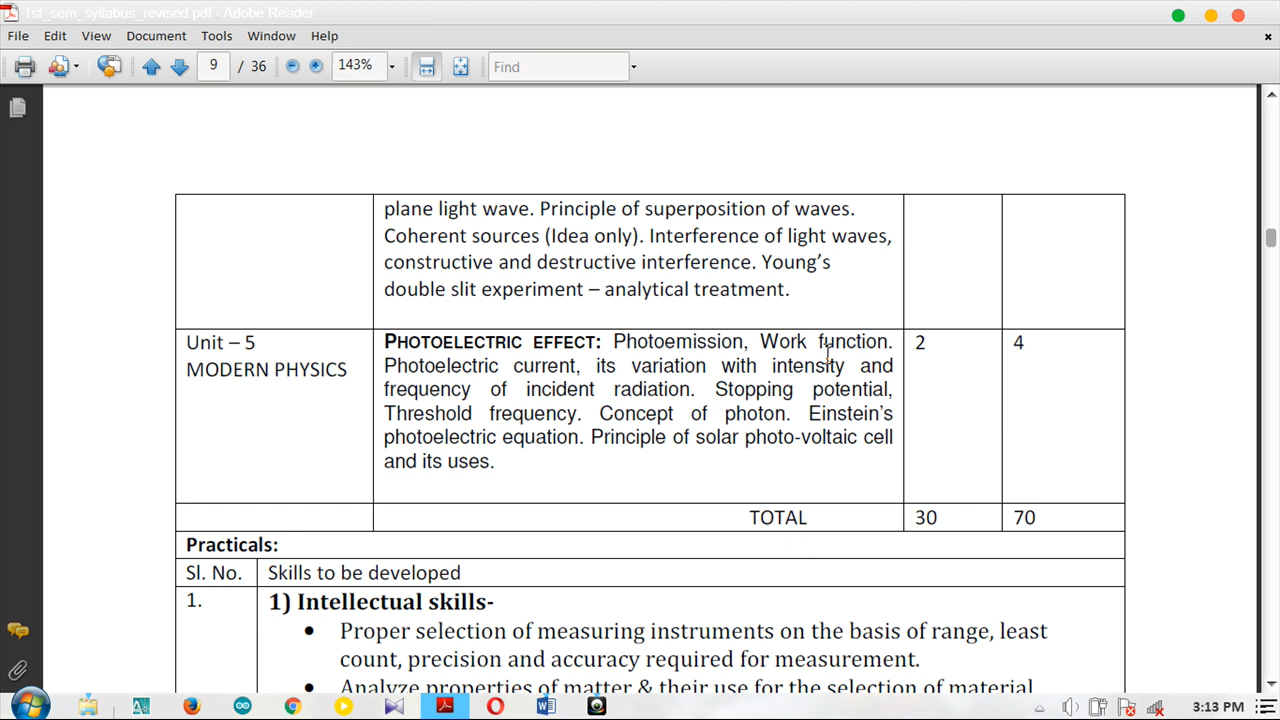 1st_sem_syllabus_revised.pdf - Adobe Reader
File Edit View Document Tools Window Help
9 / 36 143% Find
plane light wave. Principle of superposition of waves.
Coherent sources (Idea only). Interference of light waves,
constructive and destructive interference. Young’s
double slit experiment – analytical treatment.
Unit – 5 PHOTOELECTRIC EFFECT: Photoemission, Work function. 2 4
MODERN PHYSICS Photoelectric current, its variation with intensity and
frequency of incident radiation. Stopping potential,
Threshold frequency. Concept of photon. Einstein’s
photoelectric equation. Principle of solar photo-voltaic cell
and its uses.
TOTAL 30 70
Practicals:
Sl. No. Skills to be developed
1. 1) Intellectual skills-
• Proper selection of measuring instruments on the basis of range, least
count, precision and accuracy required for measurement.
• Analyze properties of matter & their use for the selection of material
3:13 PM